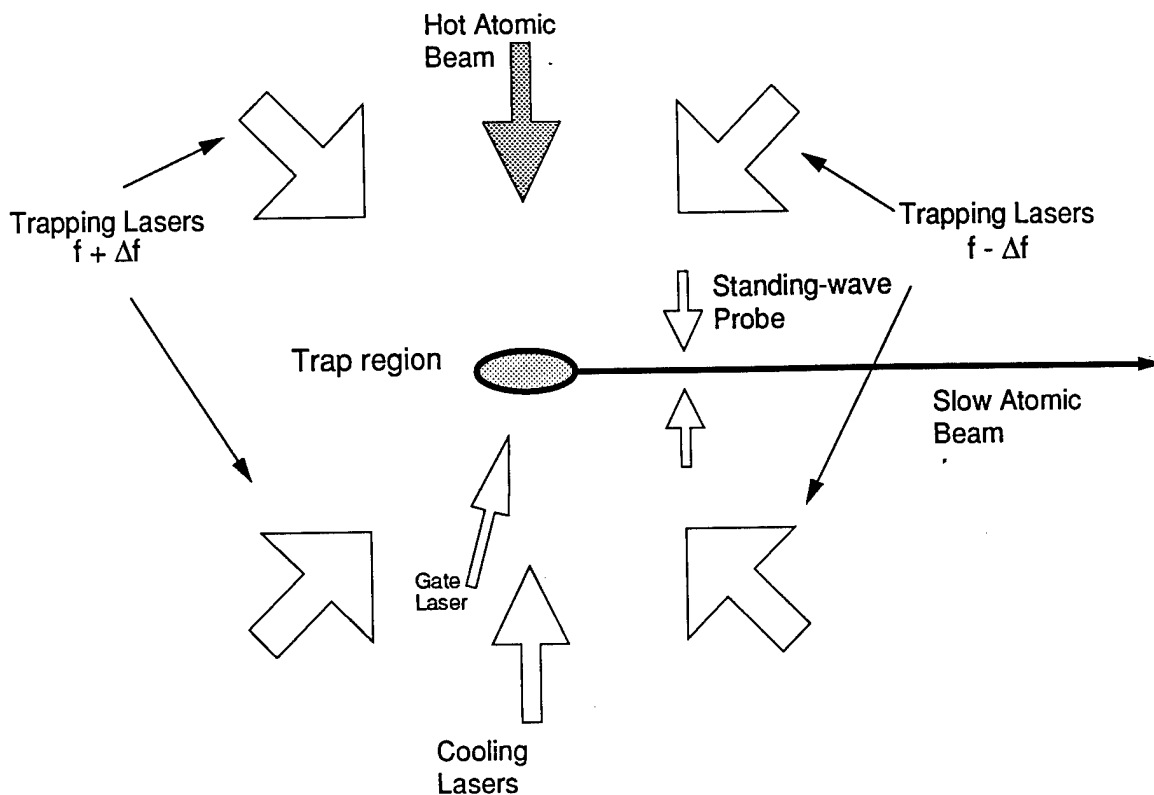 Hot Atomic
Beam
Trapping Lasers
f + Δf
Trapping Lasers
f - Δf
Standing-wave
Probe
Trap region
Slow Atomic
Beam
Gate
Laser
Cooling
Lasers